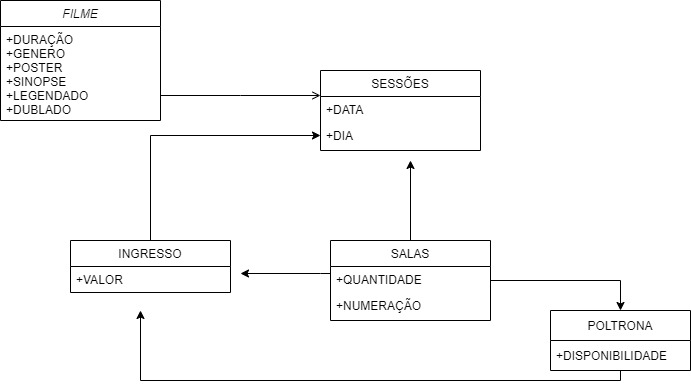 FILME
+DURAÇÃO
+GENERO
+POSTER
+SINOPSE
+LEGENDADO
+DUBLADO
SESSÕES
+DATA
+DIA
INGRESSO
+VALOR
SALAS
+QUANTIDADE
+NUMERAÇÃO
POLTRONA
+DISPONIBILIDADE